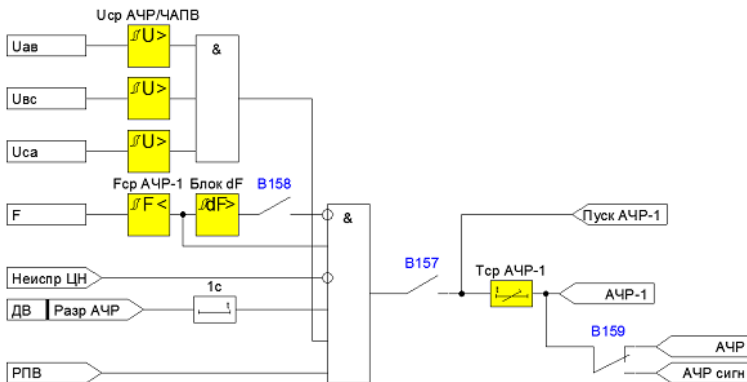 Uср АЧР/ЧАПВ
Uав
U>
&
Uвс
U>
Uса
U>
Fср АЧР-1
Блок dF
В158
F
F<
dF>
&
Пуск АЧР-1
Неиспр ЦН
В157
Тср АЧР-1
1с
t
t
ДВ
Разр АЧР
АЧР-1
В159
АЧР
РПВ
АЧР сигн